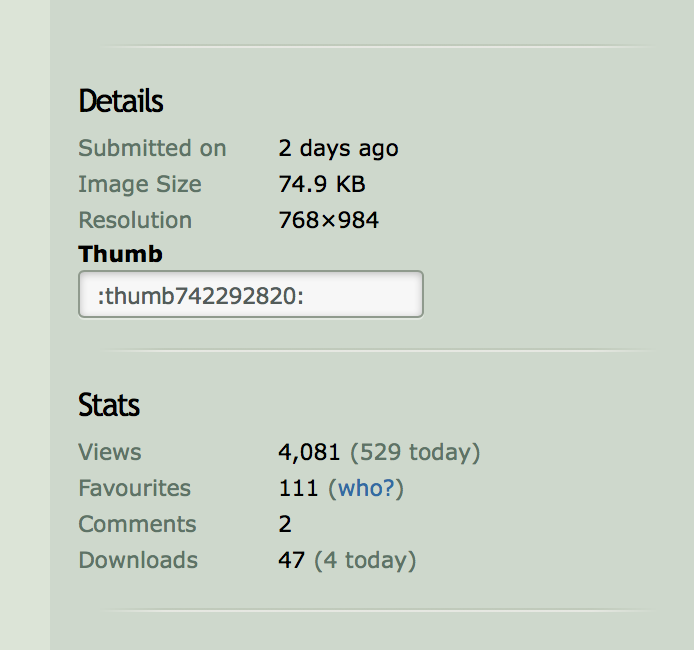 Details
Submitted on 2 days ago
Image Size 74.9 KB
Resolution 768×984
Thumb
:thumb742292820:
Stats
Views 4,081 (529 today)
Favourites 111 (who?)
Comments 2
Downloads 47 (4 today)